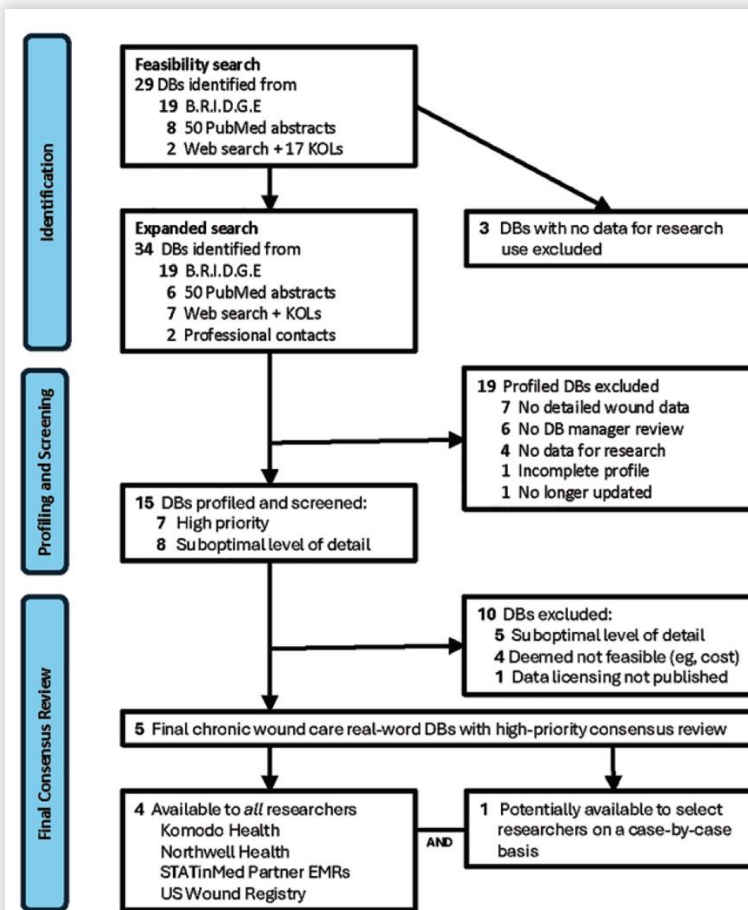 Identification
Feasibility search
29 DBs identified from
19 B.R.I.D.G.E
8 50 PubMed abstracts
2 Web search + 17 KOLs
3 DBs with no data for research
use excluded
Expanded search
34 DBs identified from
19 B.R.I.D.G.E
6 50 PubMed abstracts
7 Web search + KOLs
2 Professional contacts
Profiling and Screening
19 Profiled DBs excluded
7 No detailed wound data
6 No DB manager review
4 No data for research
1 Incomplete profile
1 No longer updated
15 DBs profiled and screened:
7 High priority
8 Suboptimal level of detail
Final Consensus Review
10 DBs excluded:
5 Suboptimal level of detail
4 Deemed not feasible (eg, cost)
1 Data licensing not published
5 Final chronic wound care real-word DBs with high-priority consensus review
4 Available to all researchers
Komodo Health
Northwell Health
STATinMed Partner EMRs
US Wound Registry
AND
1 Potentially available to select
researchers on a case-by-case
basis